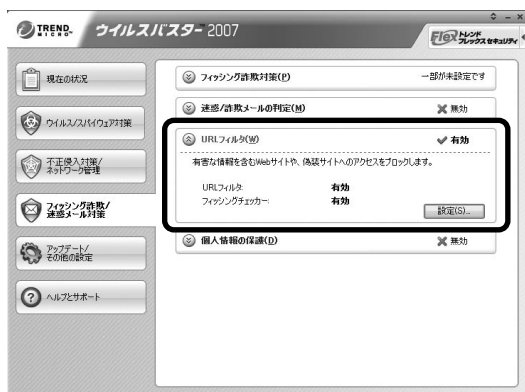 TREND MICRO
ウイルスバスター 2007
Flex トレンド フレックス セキュリティ
現在の状況
ウイルス/スパイウェア対策
不正侵入対策/
ネットワーク管理
フィッシング詐欺/
迷惑メール対策
アップデート/
その他の設定
ヘルプとサポート
フィッシング詐欺対策(P) 一部が未設定です
迷惑/詐欺メールの判定(M) 無効
URLフィルタ(W) 有効
有害な情報を含むWebサイトや、偽装サイトへのアクセスをブロックします。
URLフィルタ: 有効
フィッシングチェッカー: 有効
設定(S)...
個人情報の保護(D) 無効